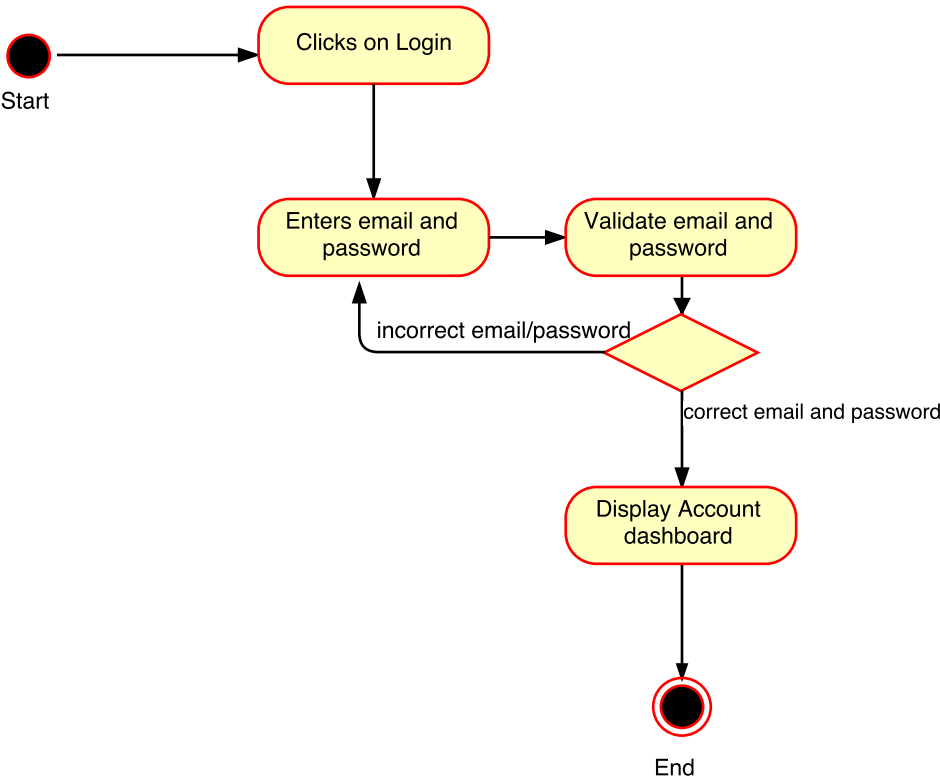 Clicks on Login
Start
Enters email and
password
Validate email and
password
incorrect email/password
correct email and password
Display Account
dashboard
End